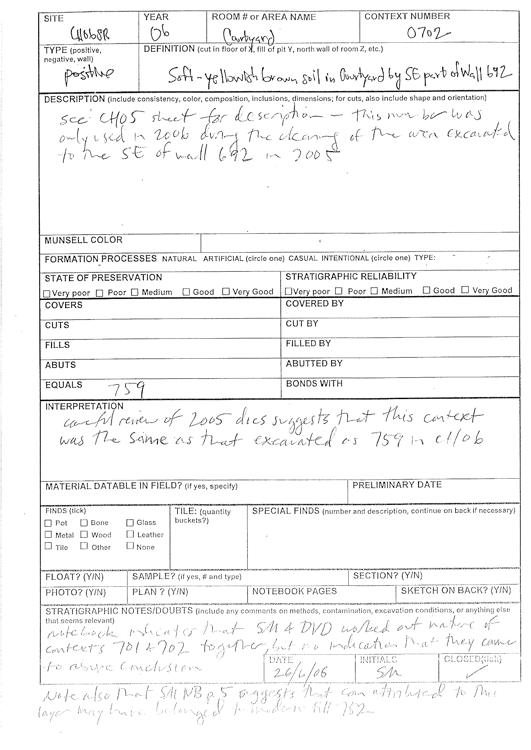 SITE YEAR ROOM # or AREA NAME CONTEXT NUMBER
CH06SR 06 Courtyard 0702
TYPE (positive, negative, wall) DEFINITION (cut in floor of X, fill of pit Y, north wall of room Z, etc.)
positive Soft-yellowish brown soil in Courtyard by SE part of Wall 692
DESCRIPTION (include consistency, color, composition, inclusions, dimensions; for cuts, also include shape and orientation)
see CH05 sheet for description - this number was
only used in 2006 during the cleaning of the area excavated
to the SE of wall 692 in 2005
MUNSELL COLOR
FORMATION PROCESSES NATURAL ARTIFICIAL (circle one) CASUAL INTENTIONAL (circle one) TYPE:
STATE OF PRESERVATION STRATIGRAPHIC RELIABILITY
Very poor Poor Medium Good Very Good Very poor Poor Medium Good Very Good
COVERS COVERED BY
CUTS CUT BY
FILLS FILLED BY
ABUTS ABUTTED BY
EQUALS 759 BONDS WITH
INTERPRETATION
careful review of 2005 docs suggests that this context
was the same as that excavated as 759 in CH06
MATERIAL DATABLE IN FIELD? (if yes, specify) PRELIMINARY DATE
FINDS (tick) TILE: (quantity SPECIAL FINDS (number and description, continue on back if necessary)
Pot Bone Glass buckets?)
Metal Wood Leather
Tile Other None
FLOAT? (Y/N) SAMPLE? (if yes, # and type) SECTION? (Y/N)
PHOTO? (Y/N) PLAN ? (Y/N) NOTEBOOK PAGES SKETCH ON BACK? (Y/N)
STRATIGRAPHIC NOTES/DOUBTS (include any comments on methods, contamination, excavation conditions, or anything else
that seems relevant)
notebook indicates that SM & DVD worked out nature of
contexts 701 & 702 together, but no indication that they came
to above conclusion
DATE INITIALS CLOSED(tick)
26/6/06 SM ✓
Note also that SM NB p. 5 suggests that coin attributed to this
layer may have belonged to modern fill 752